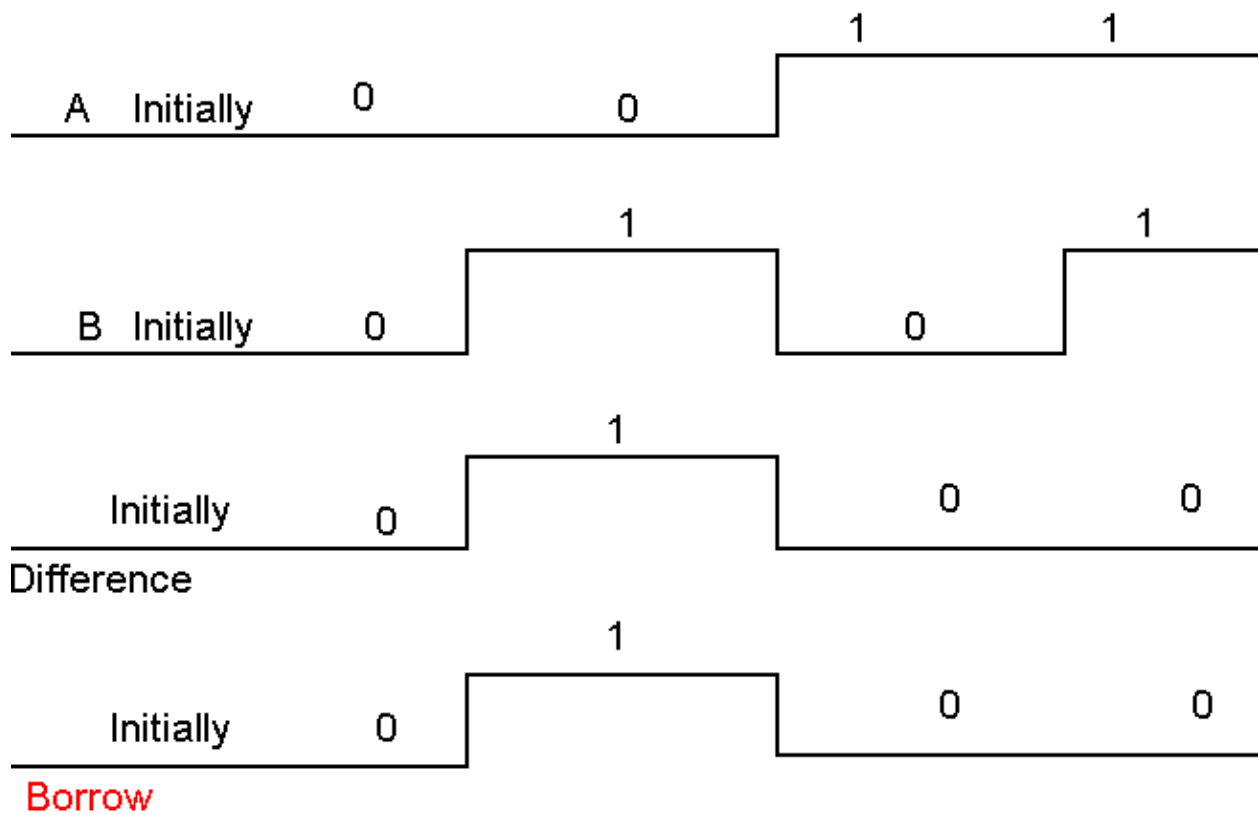 1 1
A Initially 0 0
1 1
B Initially 0 0
1
Initially 0 0 0
Difference
1
Initially 0 0 0
Borrow